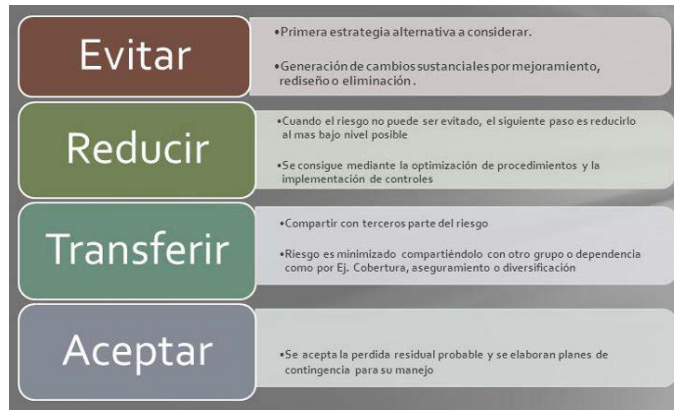 Evitar
•Primera estrategia alternativa a considerar.
•Generación de cambios sustanciales por mejoramiento,
rediseño o eliminación .
Reducir
•Cuando el riesgo no puede ser evitado, el siguiente paso es reducirlo
al mas bajo nivel posible
•Se consigue mediante la optimización de procedimientos y la
implementación de controles
Transferir
•Compartir con terceros parte del riesgo
•Riesgo es minimizado compartiéndolo con otro grupo o dependencia
como por Ej. Cobertura, aseguramiento o diversificación
Aceptar
•Se acepta la perdida residual probable y se elaboran planes de
contingencia para su manejo